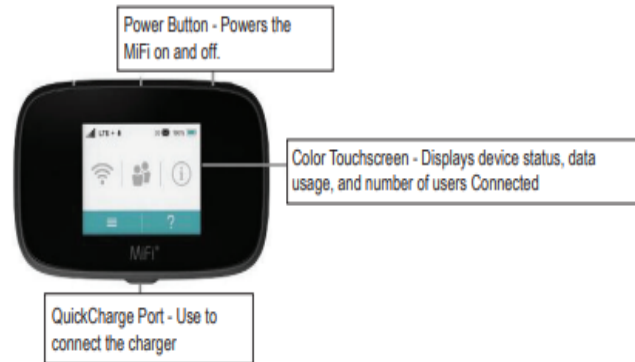 Power Button - Powers the
MiFi on and off.
LTE
Color Touchscreen - Displays device status, data
usage, and number of users Connected
?
MiFi
QuickCharge Port - Use to
connect the charger